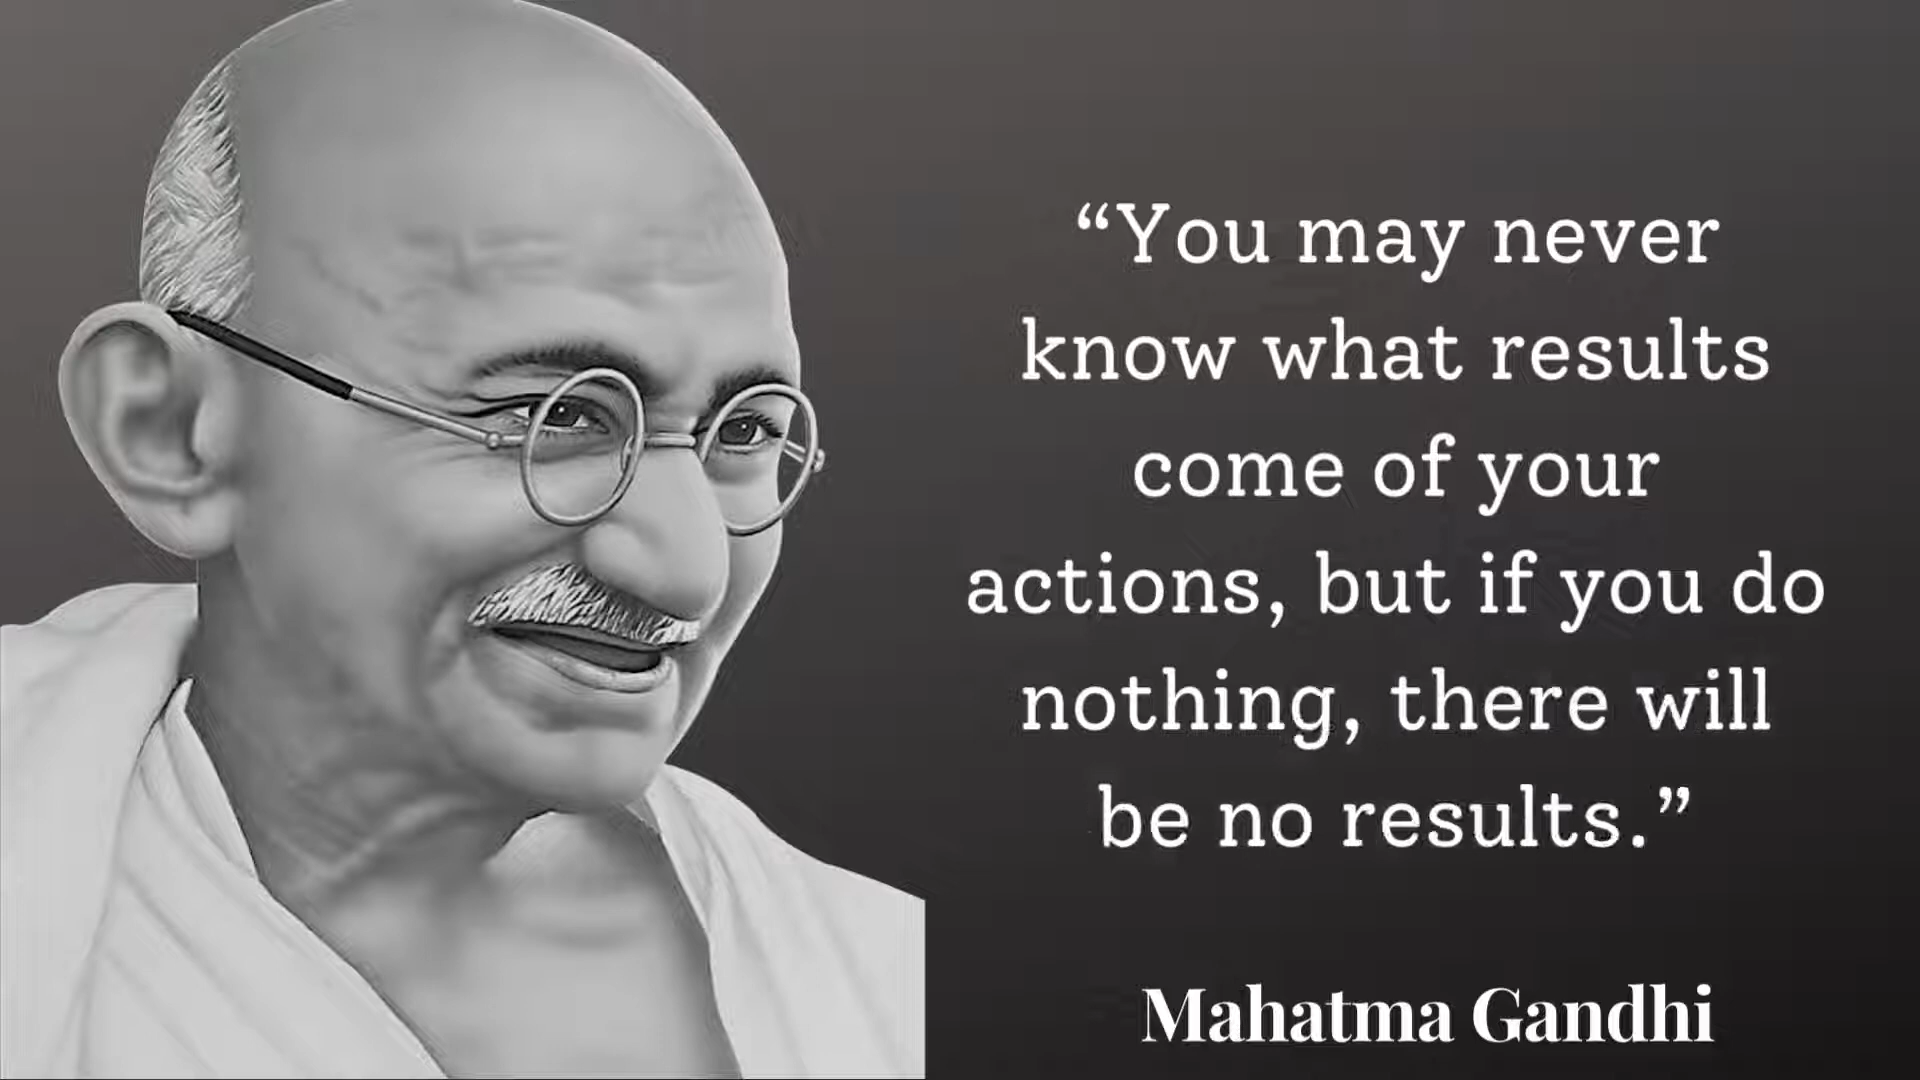 “You may never
know what results
come of your
actions, but if you do
nothing, there will
be no results.”
Mahatma Gandhi